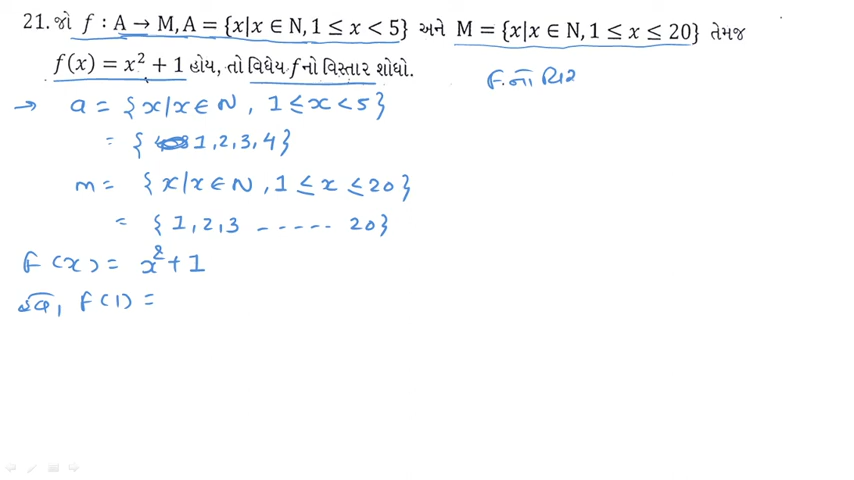 21. જો f : A → M, A = {x|x ∈ N, 1 ≤ x < 5} અને M = {x|x ∈ N, 1 ≤ x ≤ 20} તેમજ
f(x) = x² + 1 હોય, તો વિધેય f નો વિસ્તાર શોધો.
F નો
→ a = {x/x ∈ N, 1 ≤ x < 5}
= { 1, 2, 3, 4}
m = {x/x ∈ N, 1 ≤ x ≤ 20}
= {1, 2, 3 ------ 20}
F(x) = x² + 1
હવે, F(1) =